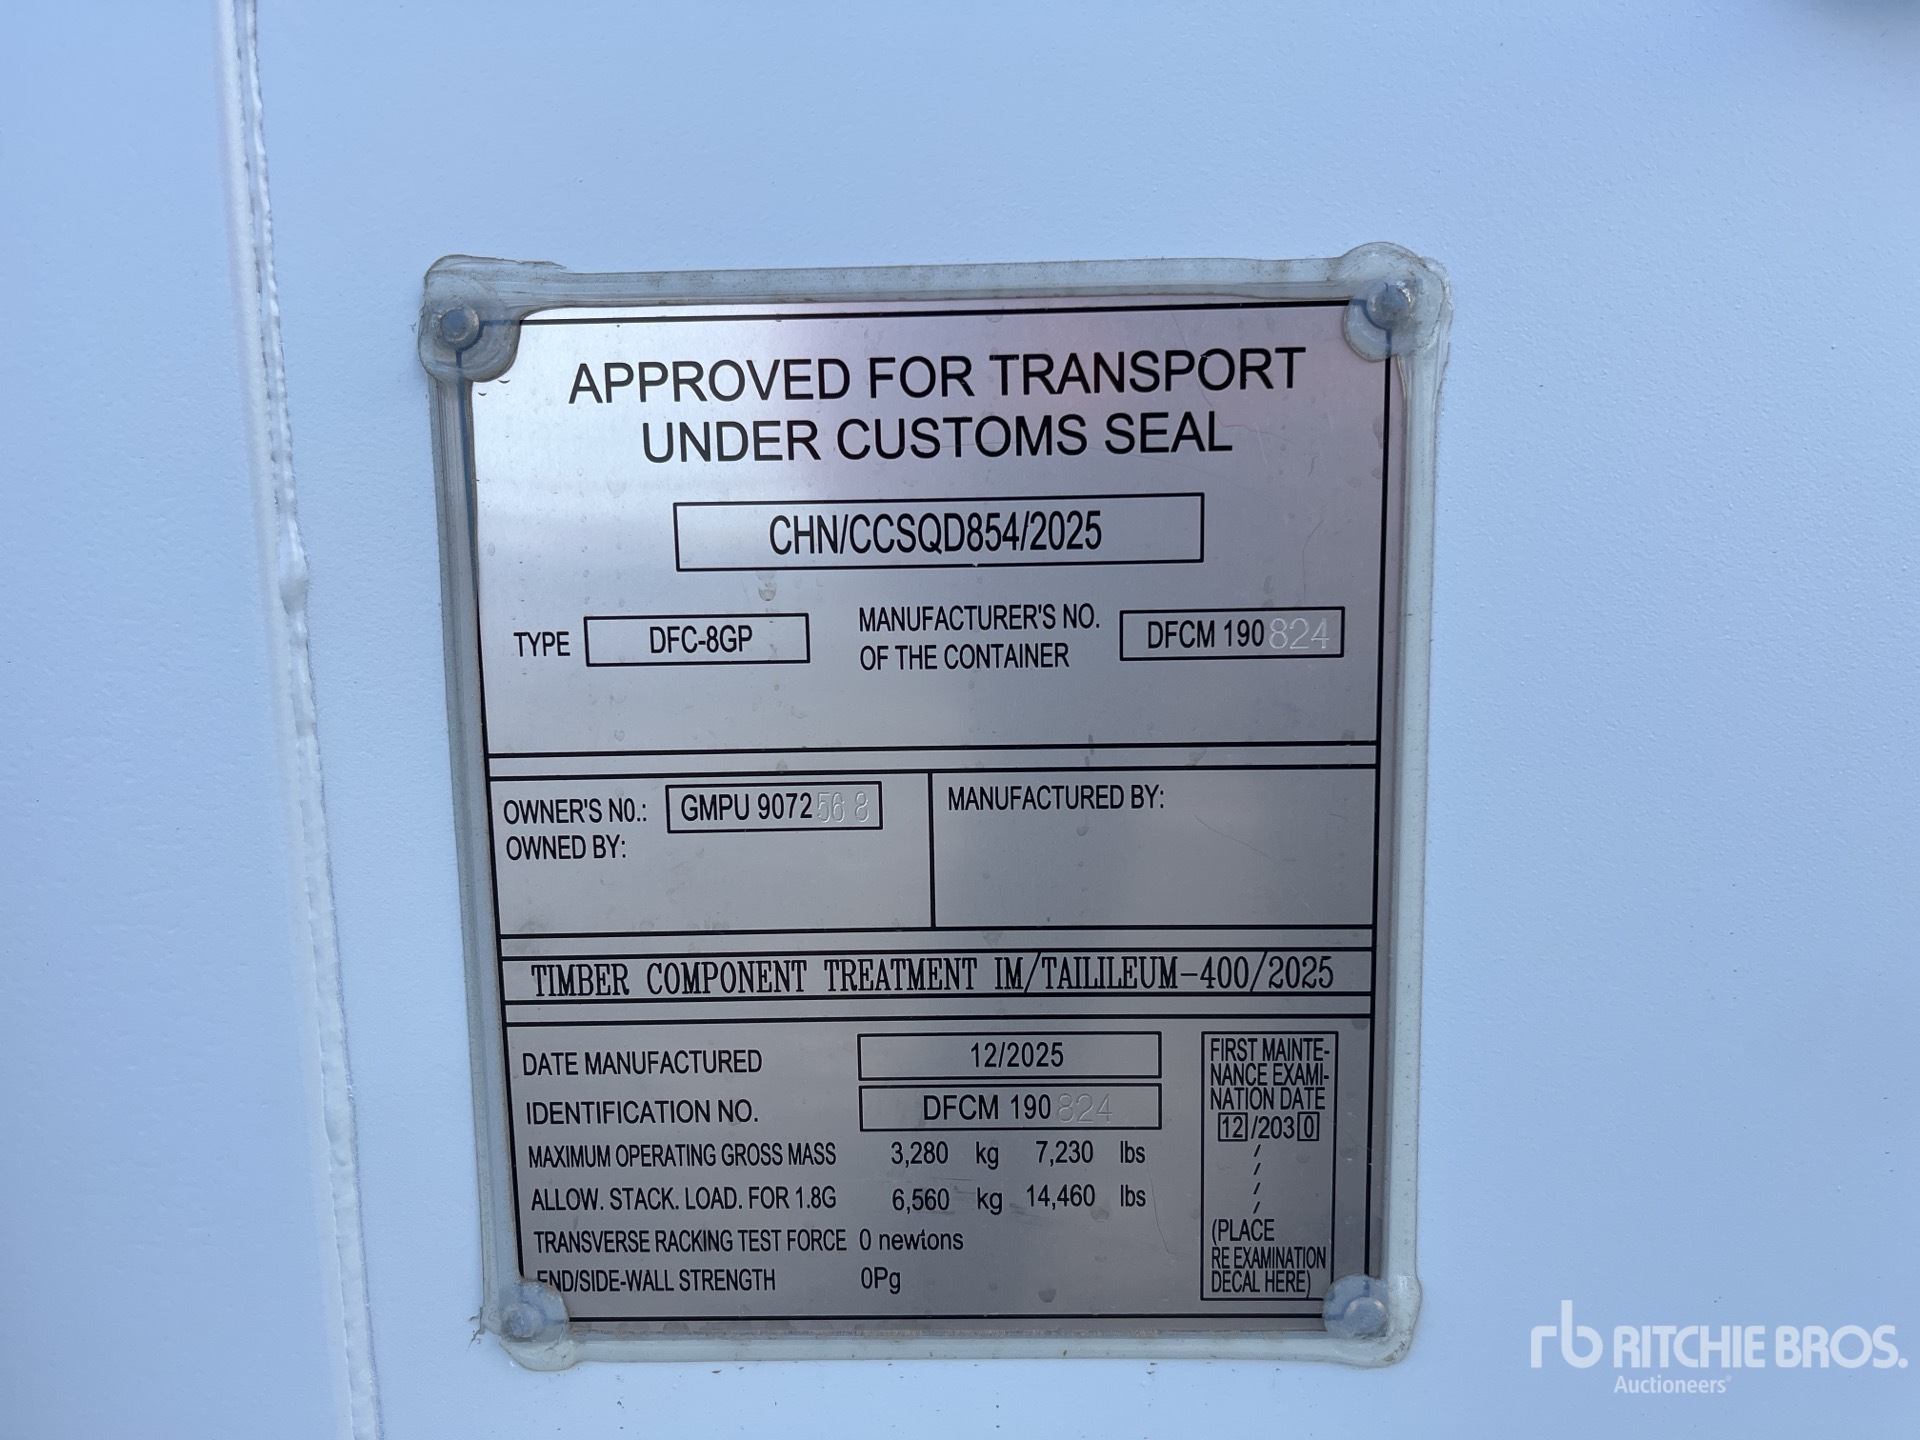 APPROVED FOR TRANSPORT
UNDER CUSTOMS SEAL
CHN/CCSQD854/2025
TYPE DFC-8GP
MANUFACTURER'S NO.
OF THE CONTAINER
DFCM 190824
OWNER'S NO.: GMPU 9072568
OWNED BY:
MANUFACTURED BY:
TIMBER COMPONENT TREATMENT IM/TAILILEUM-400/2025
DATE MANUFACTURED 12/2025
IDENTIFICATION NO. DFCM 190824
MAXIMUM OPERATING GROSS MASS 3,280 kg 7,230 lbs
ALLOW. STACK. LOAD. FOR 1.8G 6,560 kg 14,460 lbs
TRANSVERSE RACKING TEST FORCE 0 newtons
END/SIDE-WALL STRENGTH 0Pg
FIRST MAINTE-
NANCE EXAMI-
NATION DATE
12/2030
/
/
/
/
(PLACE
RE EXAMINATION
DECAL HERE)
rb RITCHIE BROS.
Auctioneers